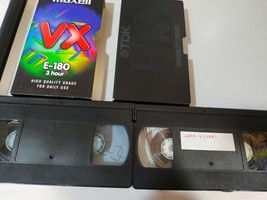 maxell
VX
E-180
3 hour
HIGH QUALITY GRADE
FOR DAILY USE
TDK